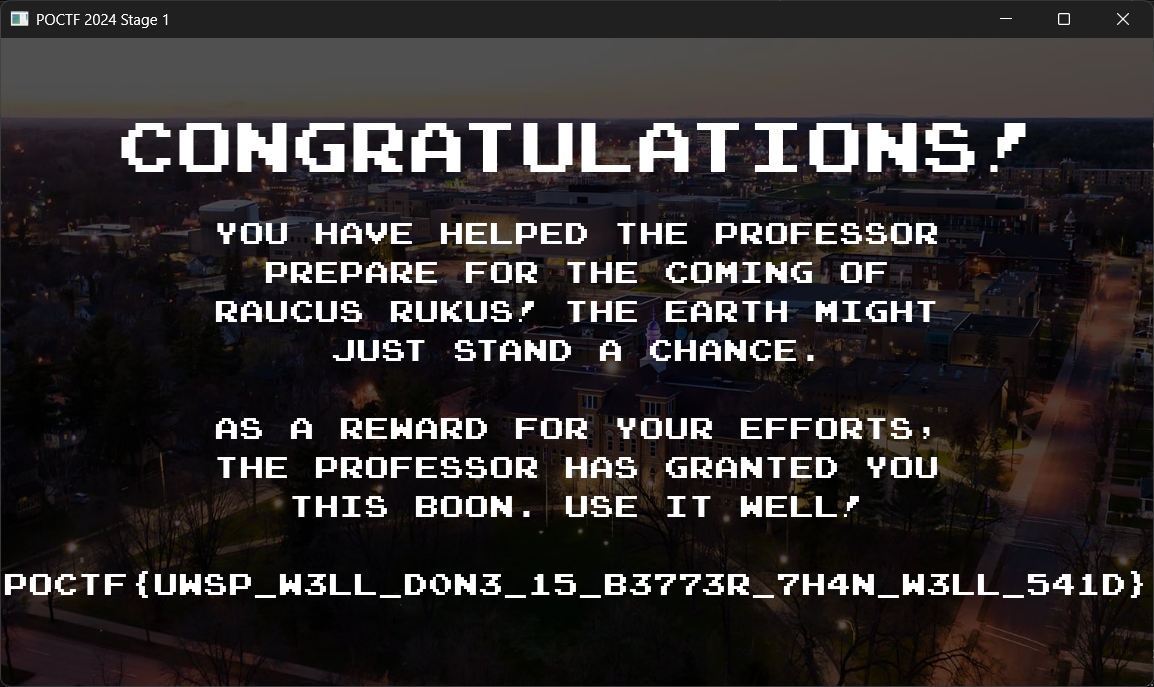 POCTF 2024 Stage 1
CONGRATULATIONS!
YOU HAVE HELPED THE PROFESSOR
PREPARE FOR THE COMING OF
RAUCUS RUKUS! THE EARTH MIGHT
JUST STAND A CHANCE.
AS A REWARD FOR YOUR EFFORTS,
THE PROFESSOR HAS GRANTED YOU
THIS BOON. USE IT WELL!
POCTF{UWSP_W3LL_D0N3_15_B3773R_7H4N_W3LL_541D}